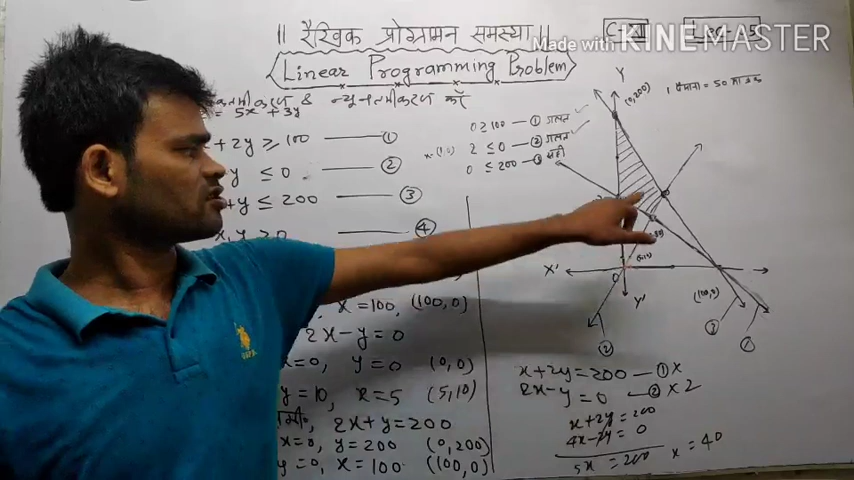 || रैखिक प्रोग्रामन समस्या ||
Linear Programming Problem
Made with KINEMASTER
& न्यूनतमीकरण
= 5x + 3y
+ 2y ≥ 100 ①
-y ≤ 0 ②
+y ≤ 200 ③
x, y ≥ 0 ④
x = 100, (100,0)
2x - y = 0
x = 0, y = 0 (0,0)
y = 10, x = 5 (5,10)
2x + y = 200
x = 0, y = 200 (0,200)
y = 0, x = 100 (100,0)
0 ≥ 100 - ① गलत
2 ≤ 0 - ② गलत
0 ≤ 200 - ③ सही
Y
(0,200)
X'
O
Y'
(100,0)
②
③
①
x + 2y = 200 - ① X
2x - y = 0 - ② X 2
x + 2y = 200
4x - 2y = 0
5x = 200
x = 40